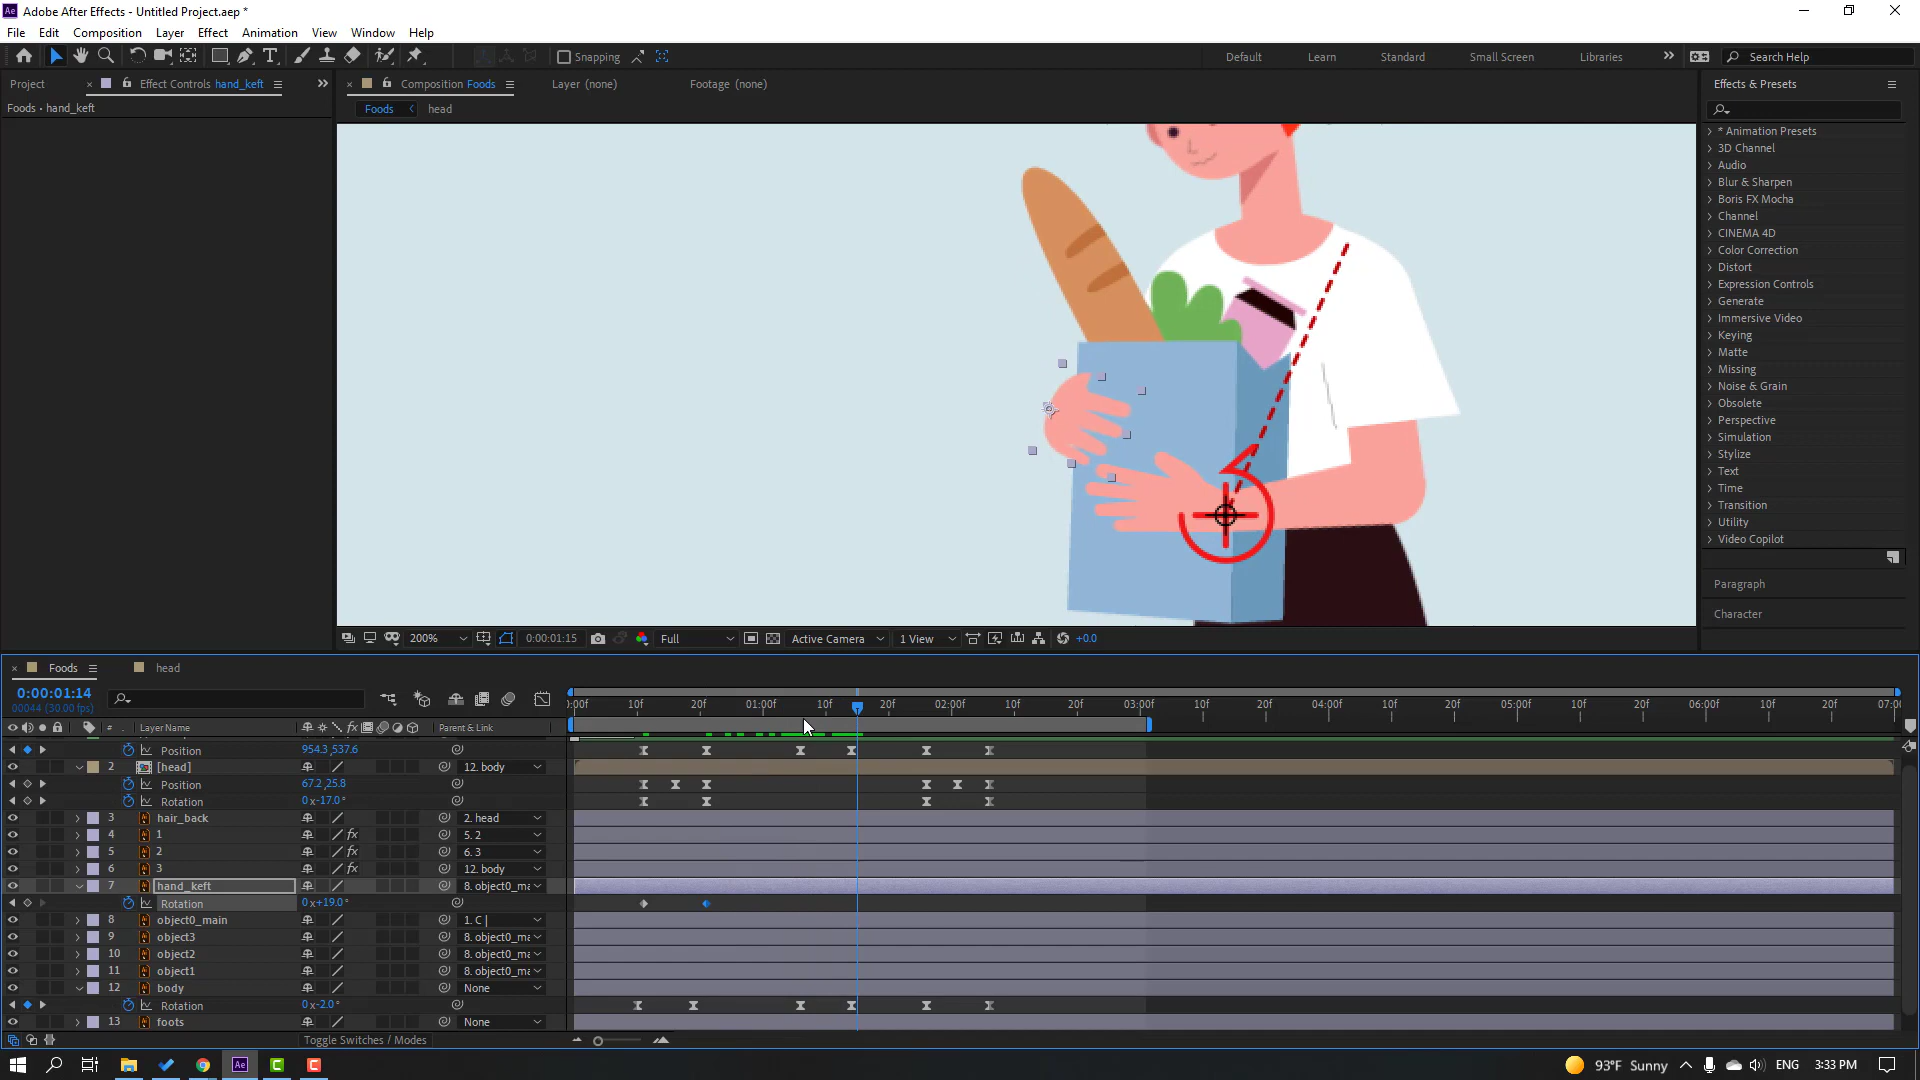 Adobe After Effects - Untitled Project.aep *
File Edit Composition Layer Effect Animation View Window Help
Snapping Default Learn Standard Small Screen Libraries Search Help
Project Effect Controls hand_keft Composition Foods Layer (none) Footage (none) Effects & Presets
Foods • hand_keft Foods head
* Animation Presets
3D Channel
Audio
Blur & Sharpen
Boris FX Mocha
Channel
CINEMA 4D
Color Correction
Distort
Expression Controls
Generate
Immersive Video
Keying
Matte
Missing
Noise & Grain
Obsolete
Perspective
Simulation
Stylize
Text
Time
Transition
Utility
Video Copilot
Paragraph
Character
200% 0:00:01:15 Full Active Camera 1 View +0.0
Foods head
0:00:01:14
00044 (30.00 fps)
:00f 10f 20f 01:00f 10f 20f 02:00f 10f 20f 03:00f 10f 20f 04:00f 10f 20f 05:00f 10f 20f 06:00f 10f 20f 07:00
# Layer Name fx Parent & Link
Position 954.3,537.6
2 [head] 12. body
Position 67.2,25.8
Rotation 0x-17.0°
3 hair_back 2. head
4 1 fx 5. 2
5 2 fx 6. 3
6 3 fx 12. body
7 hand_keft 8. object0_ma
Rotation 0x+19.0°
8 object0_main 1. C |
9 object3 8. object0_ma
10 object2 8. object0_ma
11 object1 8. object0_ma
12 body None
Rotation 0x-2.0°
13 foots None
Toggle Switches / Modes
93°F Sunny ENG 3:33 PM